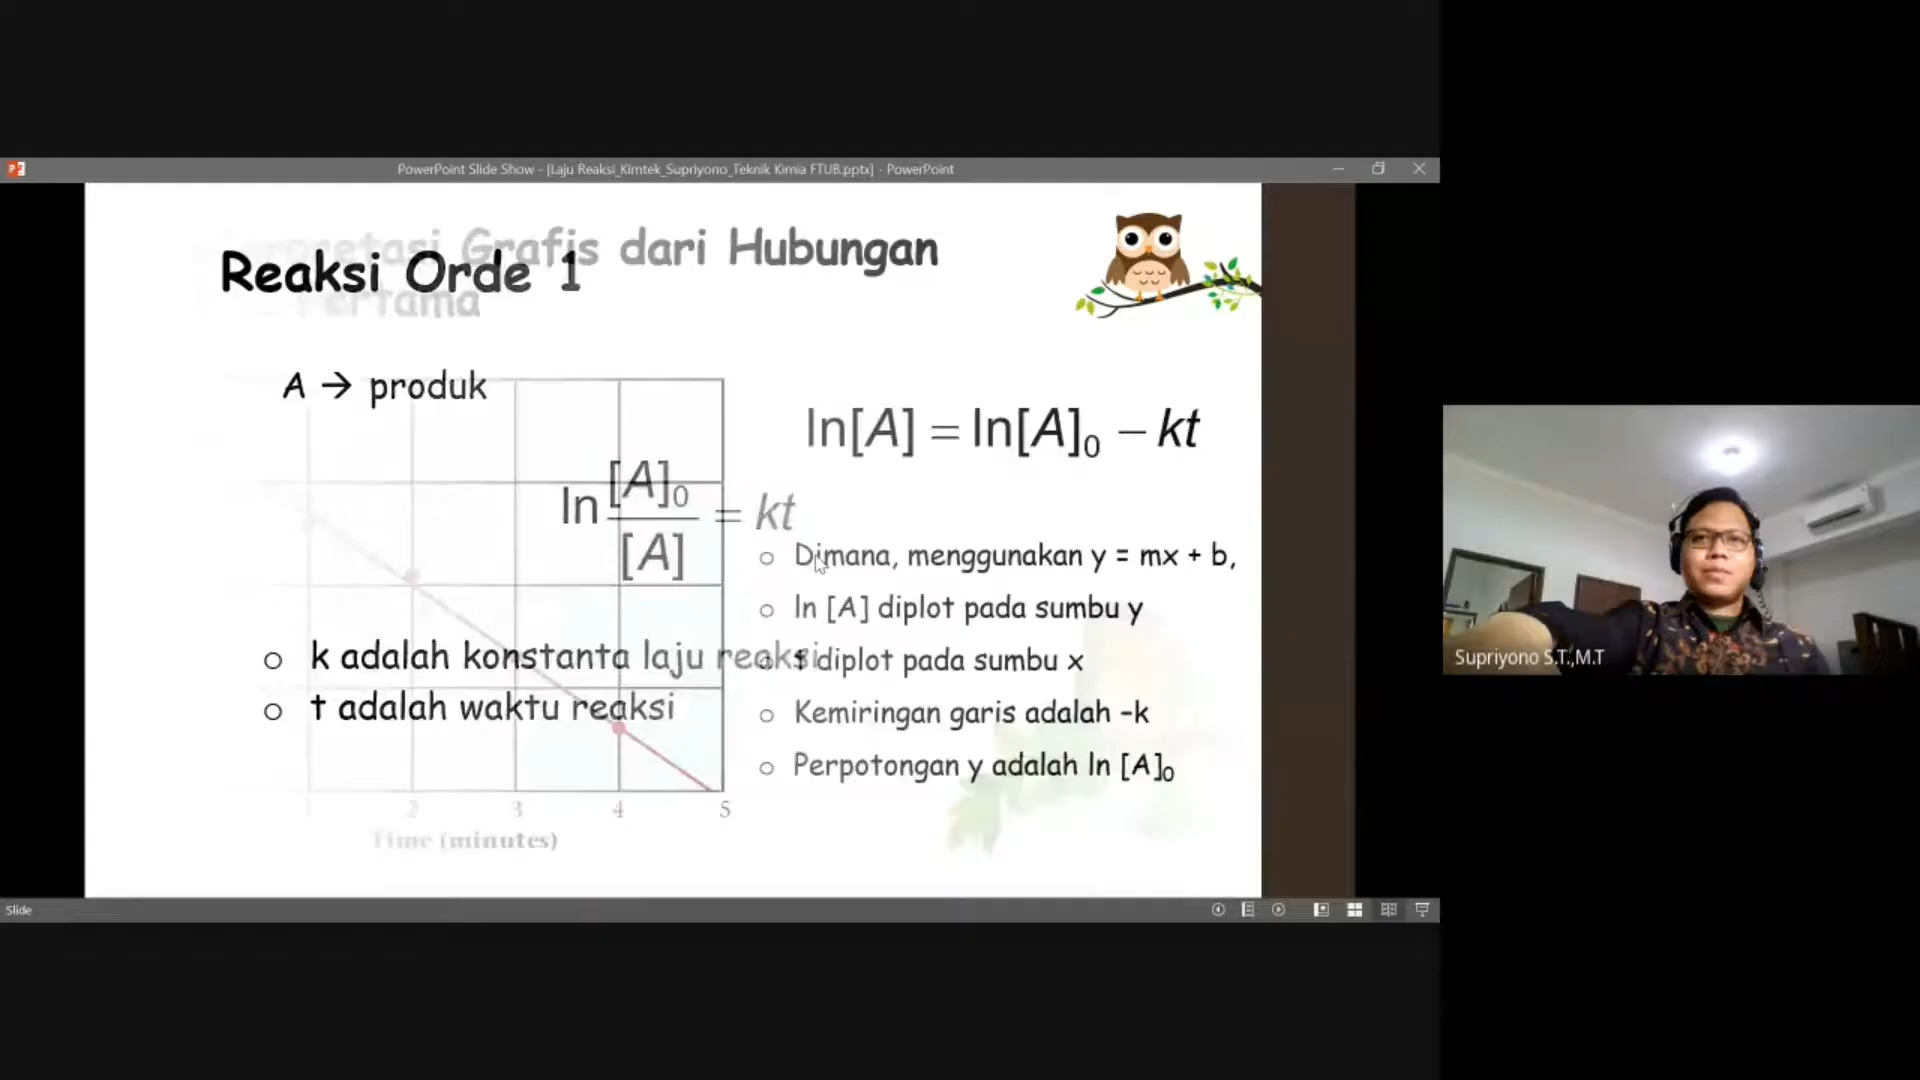 PowerPoint Slide Show - [Laju Reaksi_Kimtek_Supriyono_Teknik Kimia FTUB.pptx] - PowerPoint
Grafis dari Hubungan
Pertama
Reaksi Orde 1
A → produk
ln [A]₀/[A] = kt
k adalah konstanta laju reaksi
t adalah waktu reaksi
ln[A] = ln[A]₀ − kt
Dimana, menggunakan y = mx + b,
ln [A] diplot pada sumbu y
t diplot pada sumbu x
Kemiringan garis adalah –k
Perpotongan y adalah ln [A]₀
1 2 3 4 5
Time (minutes)
Supriyono S.T.,M.T
Slide